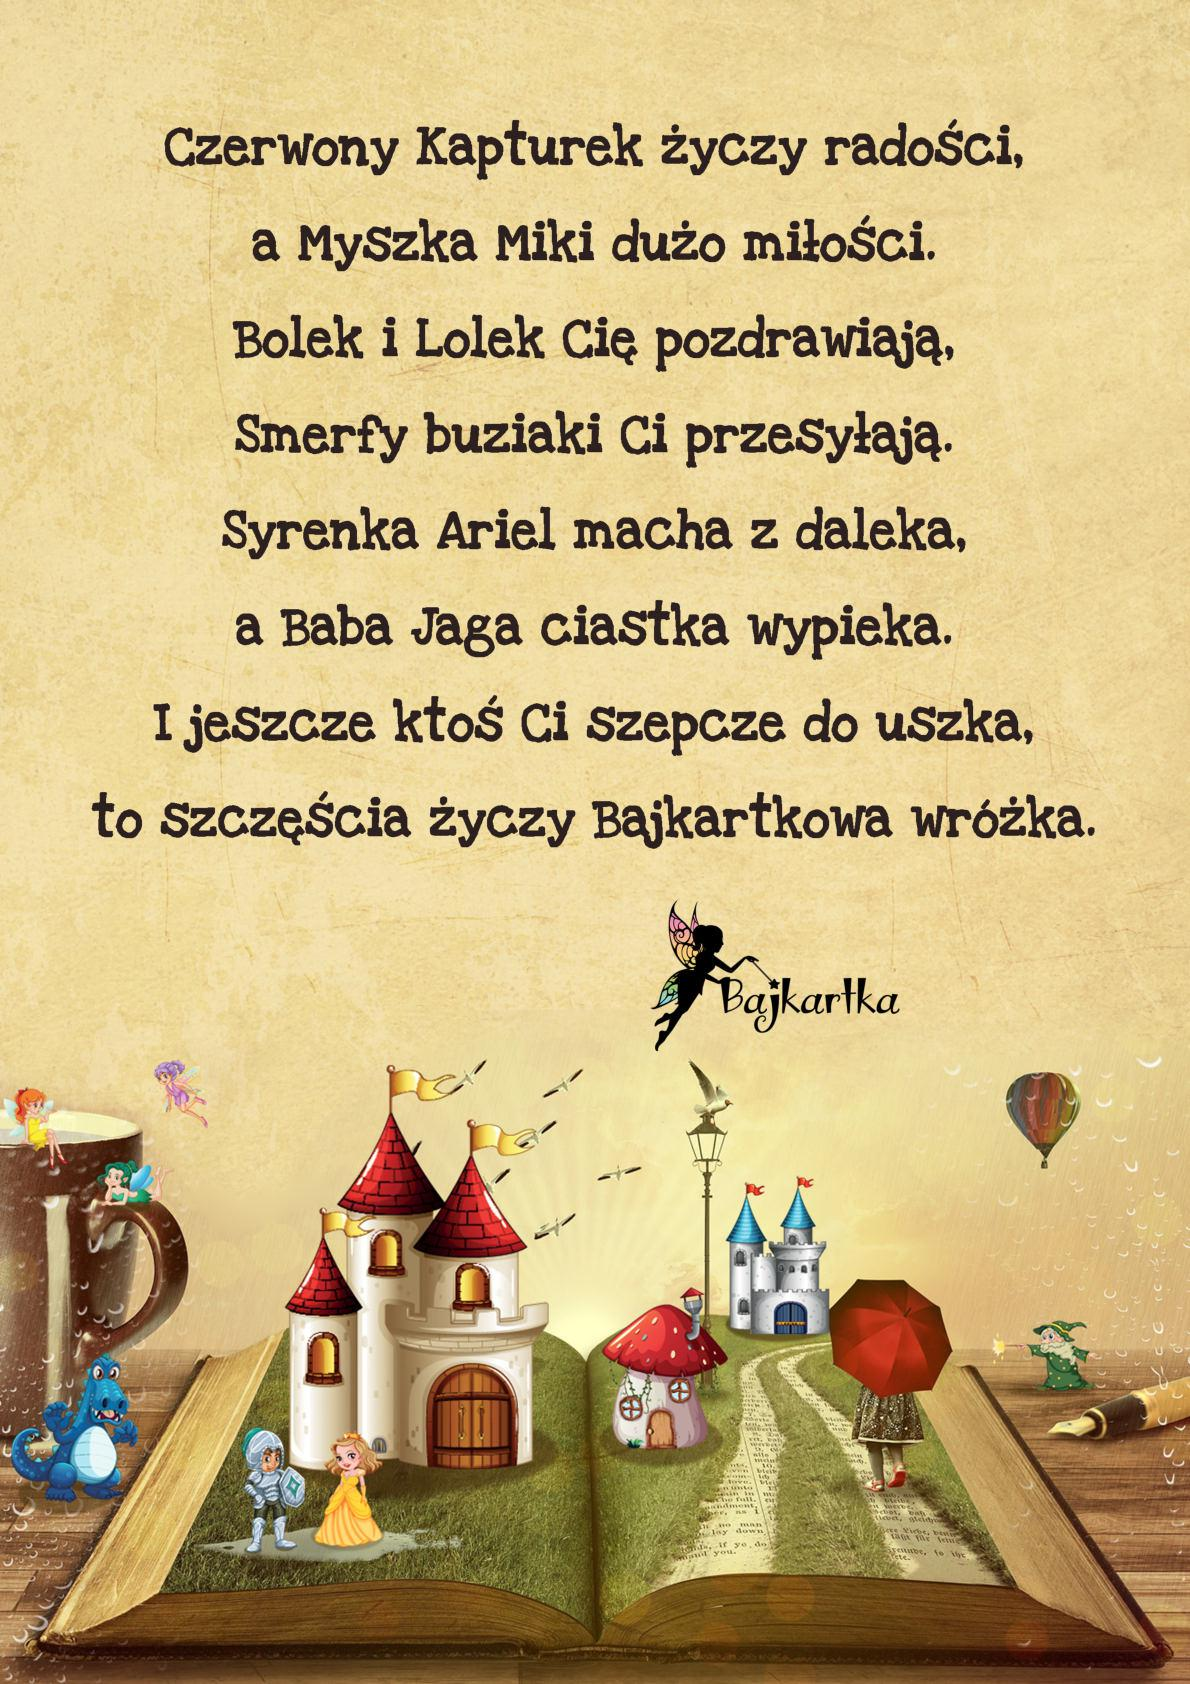 Czerwony Kapturek życzy radości,
a Myszka Miki dużo miłości.
Bolek i Lolek Cię pozdrawiają,
Smerfy buziaki Ci przesyłają.
Syrenka Ariel macha z daleka,
a Baba Jaga ciastka wypieka.
I jeszcze ktoś Ci szepcze do uszka,
to szczęścia życzy Bajkartkowa wróżka.
Bajkartka